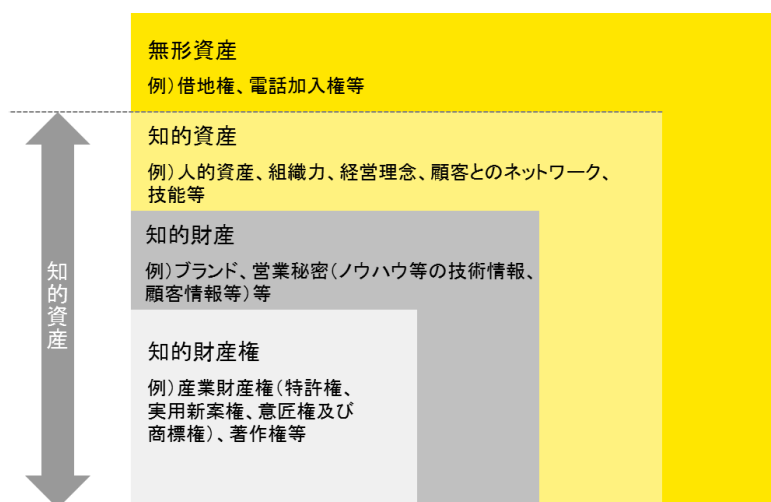 無形資産
例）借地権、電話加入権等
知的資産
例）人的資産、組織力、経営理念、顧客とのネットワーク、
技能等
知的財産
例）ブランド、営業秘密（ノウハウ等の技術情報、
顧客情報等）等
知的財産権
例）産業財産権（特許権、
実用新案権、意匠権及び
商標権）、著作権等
知的資産